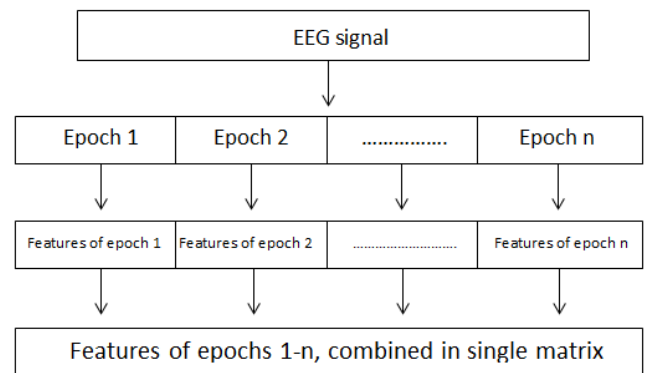 EEG signal
Epoch 1 Epoch 2 ................ Epoch n
Features of epoch 1 Features of epoch 2 ............................ Features of epoch n
Features of epochs 1-n, combined in single matrix